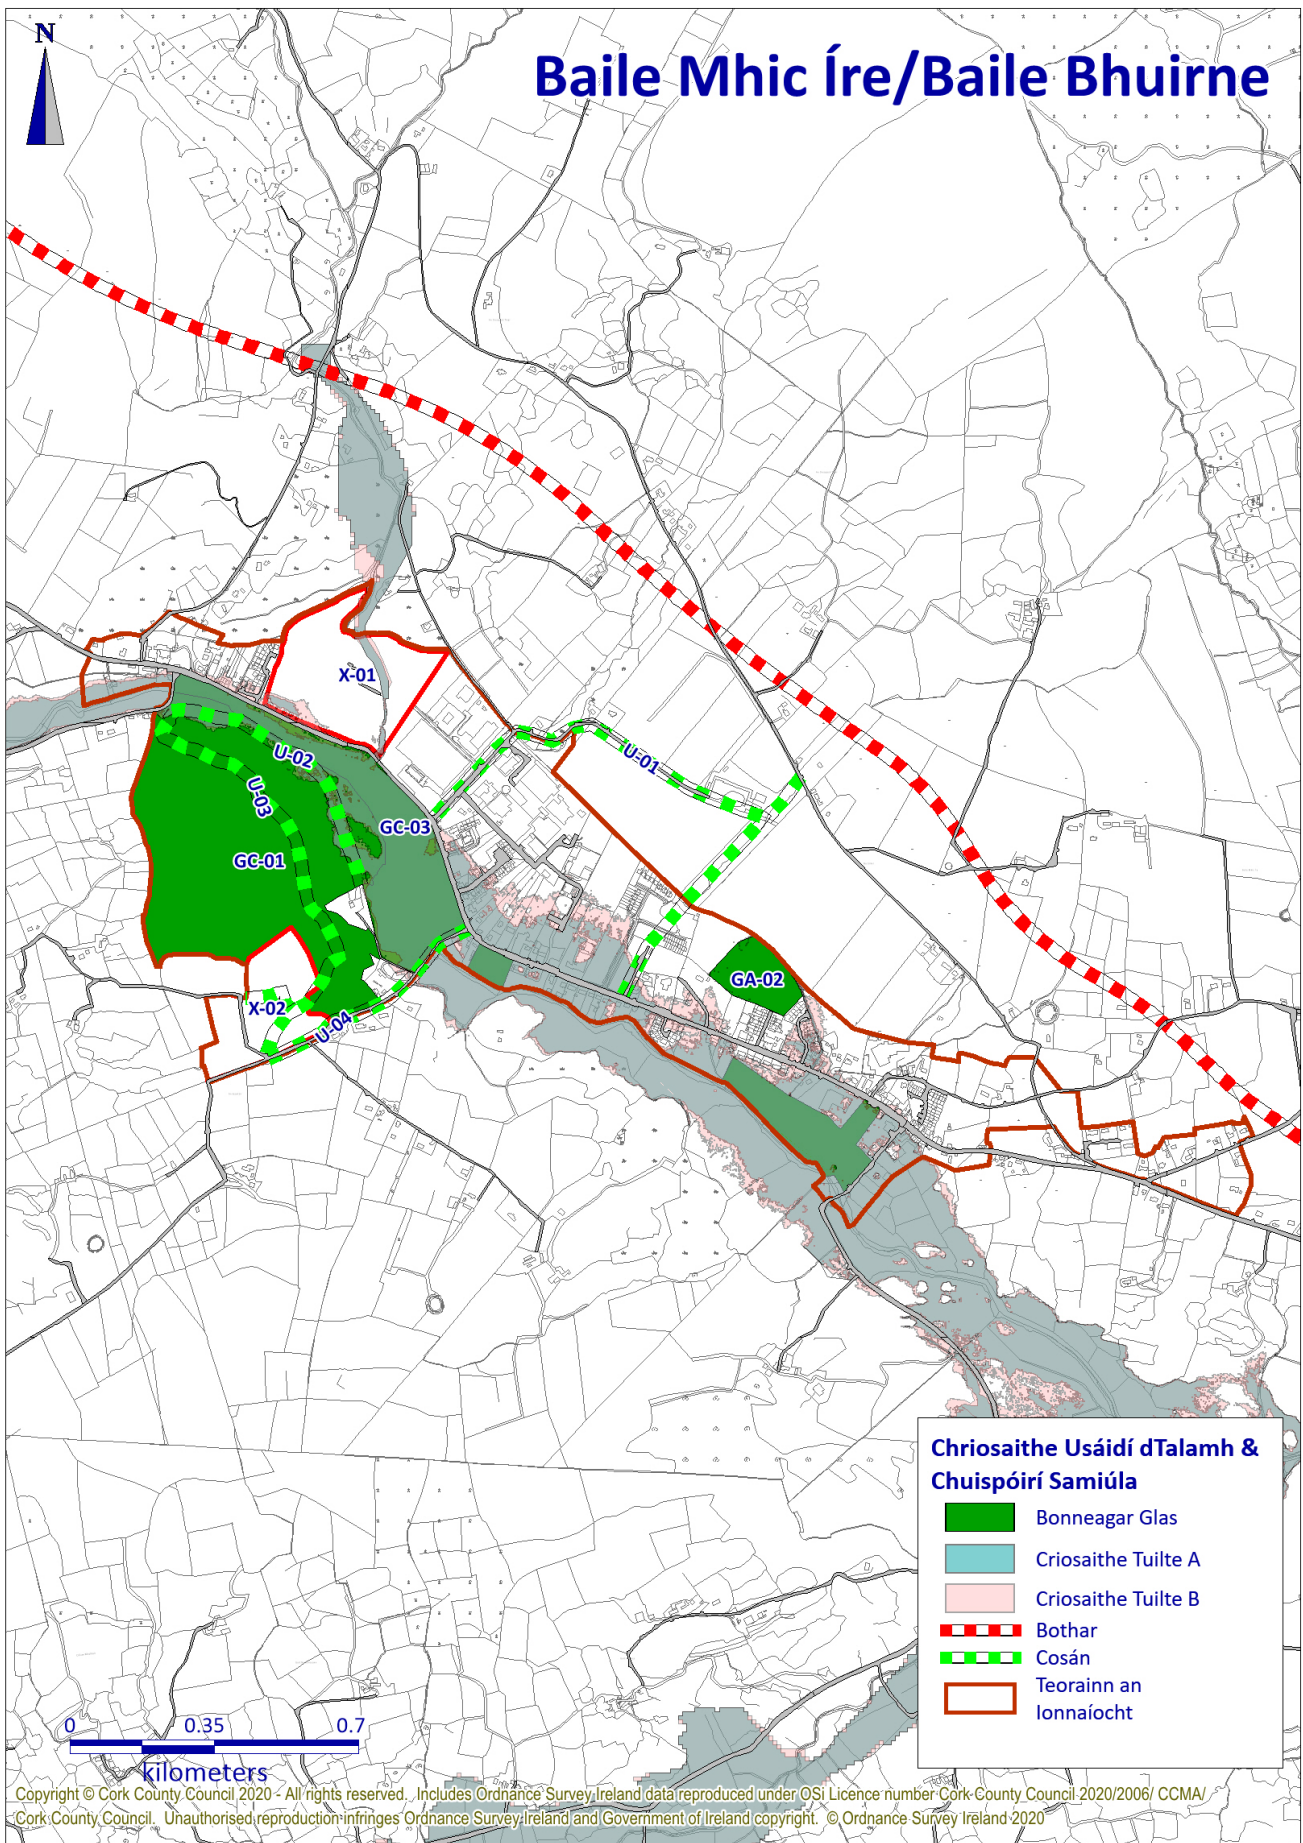 N
Baile Mhic Íre/Baile Bhuirne
X-01
U-01
U-02
U-03
GC-03
GC-01
GA-02
X-02
U-04
Chriosaithe Usáidí dTalamh &
Chuispóirí Samiúla
Bonneagar Glas
Criosaithe Tuilte A
Criosaithe Tuilte B
Bothar
Cosán
Teorainn an
Ionnaíocht
0 0.35 0.7
kilometers
Copyright © Cork County Council 2020 - All rights reserved. Includes Ordnance Survey Ireland data reproduced under OSi Licence number Cork County Council 2020/2006/ CCMA/
Cork County Council. Unauthorised reproduction infringes Ordnance Survey Ireland and Government of Ireland copyright. © Ordnance Survey Ireland 2020